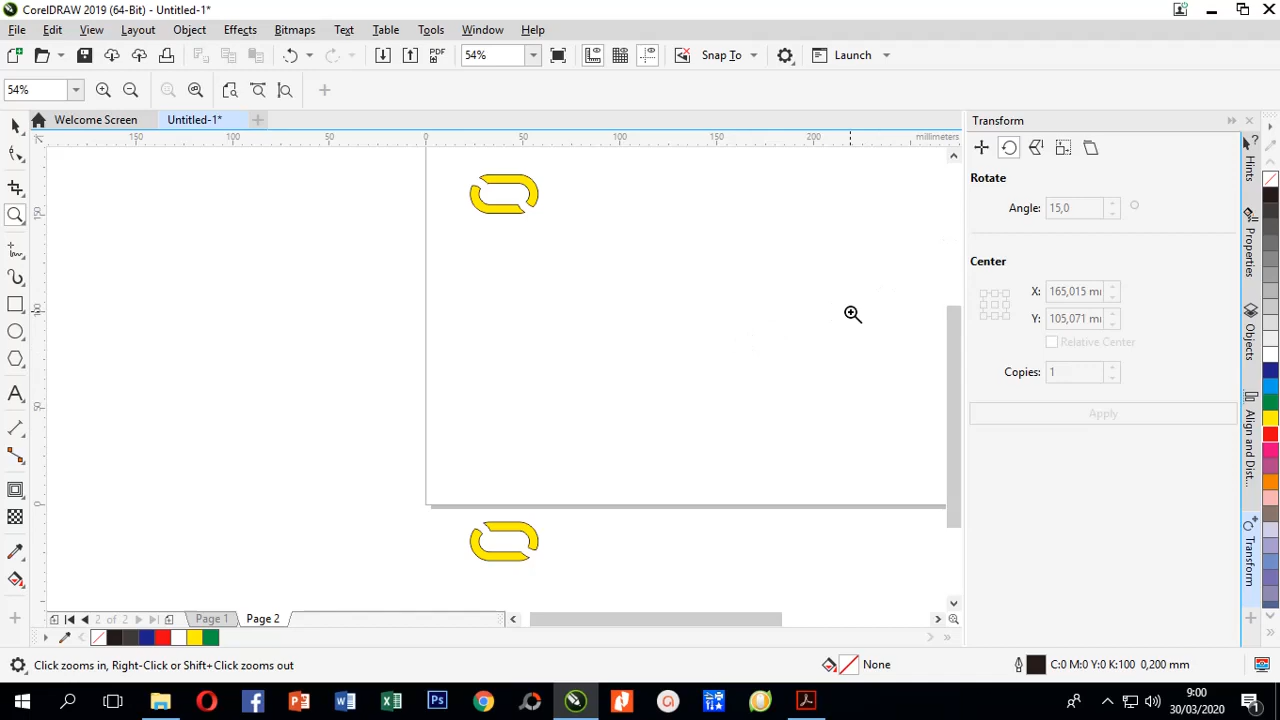 CorelDRAW 2019 (64-Bit) - Untitled-1*
File Edit View Layout Object Effects Bitmaps Text Table Tools Window Help
PDF 54% Snap To Launch
54%
Welcome Screen Untitled-1*
150 100 50 0 50 100 150 200 millimeters
150
100
50
0
Transform
Rotate
Angle: 15,0
Center
X: 165,015 mi
Y: 105,071 mi
Relative Center
Copies: 1
Apply
Hints
Properties
Objects
Align and Dist...
Transform
2 of 2 Page 1 Page 2
Click zooms in, Right-Click or Shift+Click zooms out
None
C:0 M:0 Y:0 K:100 0,200 mm
9:00
30/03/2020